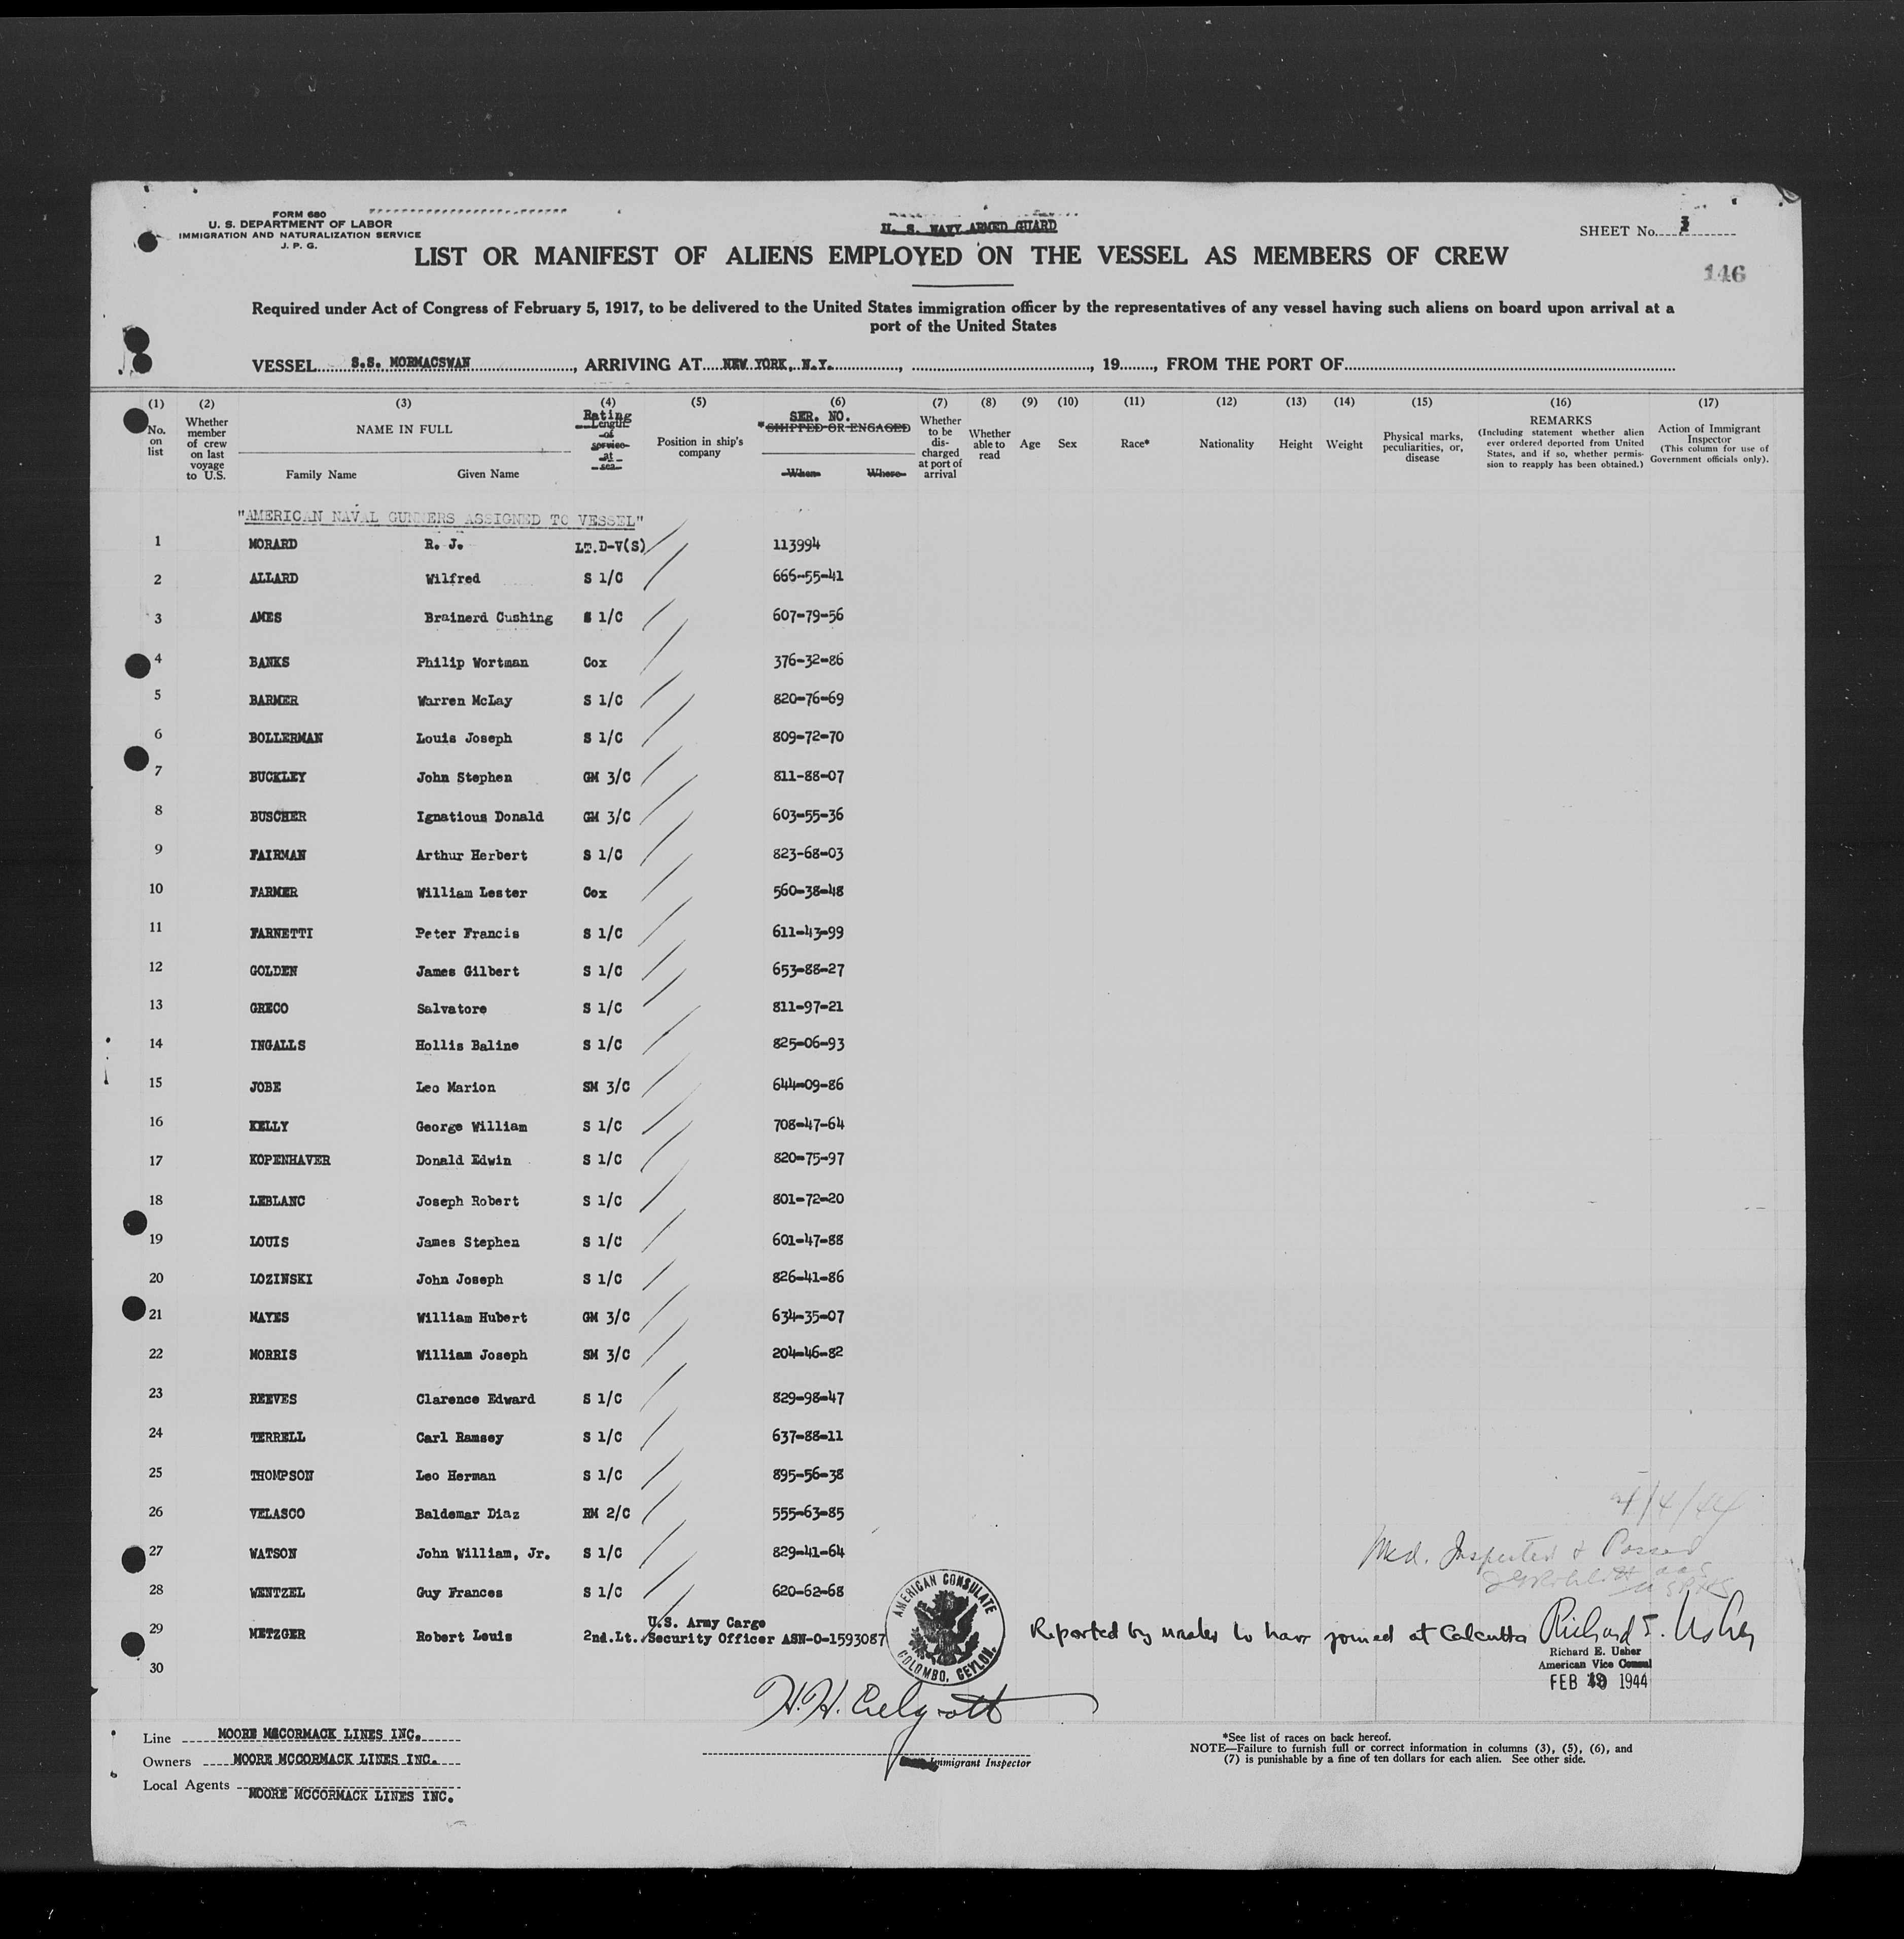 FORM 680
U. S. DEPARTMENT OF LABOR
IMMIGRATION AND NATURALIZATION SERVICE
J. P. G.
U. S. NAVY ARMED GUARD
SHEET No. 3
146
LIST OR MANIFEST OF ALIENS EMPLOYED ON THE VESSEL AS MEMBERS OF CREW
Required under Act of Congress of February 5, 1917, to be delivered to the United States immigration officer by the representatives of any vessel having such aliens on board upon arrival at a
port of the United States
VESSEL S.S. MORMACSWAN, ARRIVING AT NEW YORK, N.Y., , 19 , FROM THE PORT OF
(1) (2) (3) (4) (5) (6) (7) (8) (9) (10) (11) (12) (13) (14) (15) (16) (17)
No. on list
Whether member of crew on last voyage to U.S.
NAME IN FULL
Family Name Given Name
Rating
Length of service at sea
Position in ship's company
SER. NO.
*SHIPPED OR ENGAGED
When Where
Whether to be discharged at port of arrival
Whether able to read
Age
Sex
Race*
Nationality
Height
Weight
Physical marks, peculiarities, or, disease
REMARKS
(Including statement whether alien ever ordered deported from United States, and if so, whether permission to reapply has been obtained.)
Action of Immigrant Inspector
(This column for use of Government officials only).
"AMERICAN NAVAL GUNNERS ASSIGNED TO VESSEL"
1 MORARD R. J. LT.D-V(S) 113994
2 ALLARD Wilfred S 1/C 666-55-41
3 AMES Brainerd Cushing S 1/C 607-79-56
4 BANKS Philip Wortman Cox 376-32-86
5 BARMER Warren McLay S 1/C 820-76-69
6 BOLLERMAN Louis Joseph S 1/C 809-72-70
7 BUCKLEY John Stephen GM 3/C 811-88-07
8 BUSCHER Ignatious Donald GM 3/C 603-55-36
9 FAIRMAN Arthur Herbert S 1/C 823-68-03
10 FARMER William Lester Cox 560-38-48
11 FARNETTI Peter Francis S 1/C 611-43-99
12 GOLDEN James Gilbert S 1/C 653-88-27
13 GRECO Salvatore S 1/C 811-97-21
14 INGALLS Hollis Baline S 1/C 825-06-93
15 JOBE Leo Marion SM 3/C 644-09-86
16 KELLY George William S 1/C 708-47-64
17 KOPENHAVER Donald Edwin S 1/C 820-75-97
18 LEBLANC Joseph Robert S 1/C 801-72-20
19 LOUIS James Stephen S 1/C 601-47-88
20 LOZINSKI John Joseph S 1/C 826-41-86
21 MAYES William Hubert GM 3/C 634-35-07
22 MORRIS William Joseph SM 3/C 204-46-82
23 REEVES Clarence Edward S 1/C 829-98-47
24 TERRELL Carl Ramsey S 1/C 637-88-11
25 THOMPSON Leo Herman S 1/C 895-56-38
26 VELASCO Baldemar Diaz RM 2/C 555-63-85
4/4/44
27 WATSON John William, Jr. S 1/C 829-41-64
Med. Inspected & Passed
28 WENTZEL Guy Frances S 1/C 620-62-68
29 METZGER Robert Louis 2nd.Lt. U.S. Army Cargo Security Officer ASN-O-1593087
AMERICAN CONSULATE
COLOMBO, CEYLON.
Reported by master to have joined at Calcutta Richard E. Usher
Richard E. Usher
American Vice Consul
FEB 19 1944
30
Line MOORE MCCORMACK LINES INC.
Owners MOORE MCCORMACK LINES INC.
Local Agents MOORE MCCORMACK LINES INC.
Immigrant Inspector
*See list of races on back hereof.
NOTE—Failure to furnish full or correct information in columns (3), (5), (6), and
(7) is punishable by a fine of ten dollars for each alien. See other side.